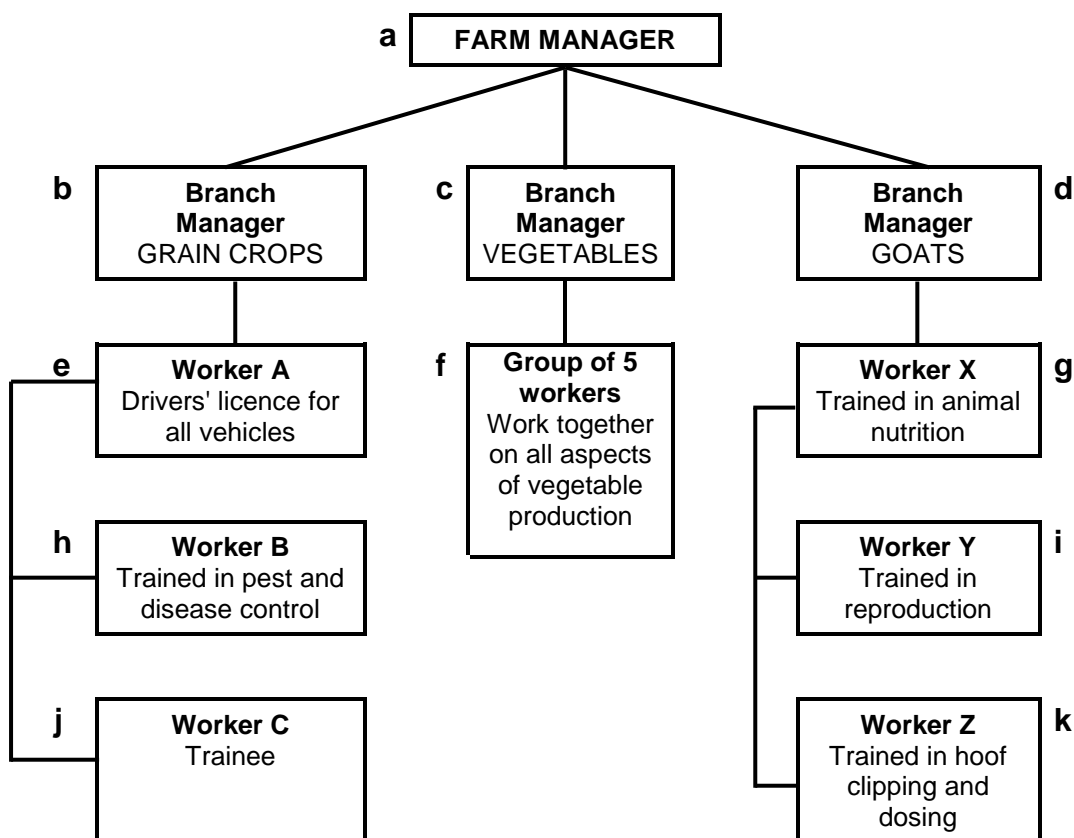 a
FARM MANAGER
b
Branch
Manager
GRAIN CROPS
c
Branch
Manager
VEGETABLES
d
Branch
Manager
GOATS
e
Worker A
Drivers' licence for
all vehicles
f
Group of 5
workers
Work together
on all aspects
of vegetable
production
g
Worker X
Trained in animal
nutrition
h
Worker B
Trained in pest and
disease control
i
Worker Y
Trained in
reproduction
j
Worker C
Trainee
k
Worker Z
Trained in hoof
clipping and
dosing